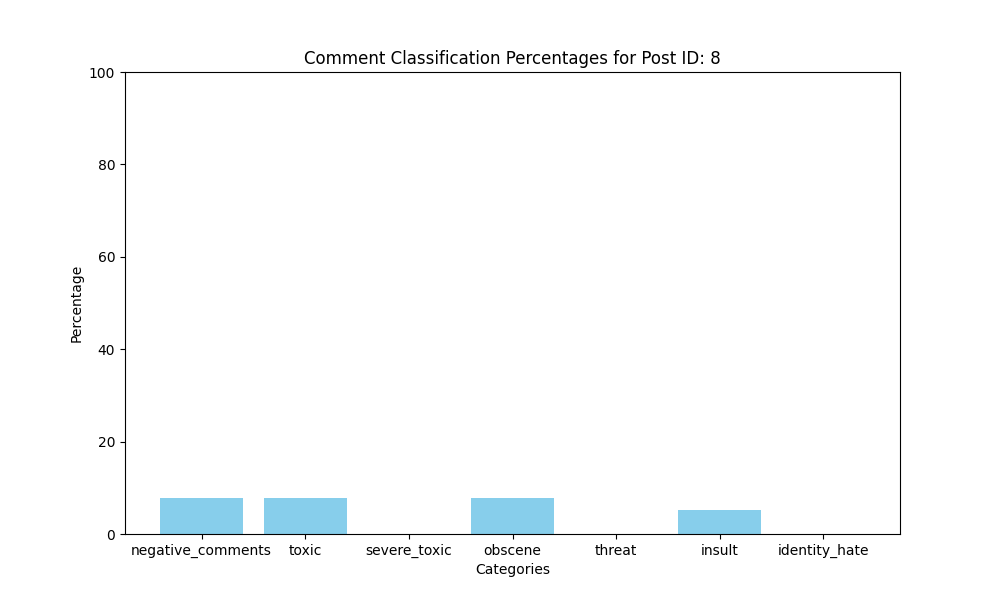 Comment Classification Percentages for Post ID: 8
100
80
60
40
20
0
Percentage
negative_comments toxic severe_toxic obscene threat insult identity_hate
Categories